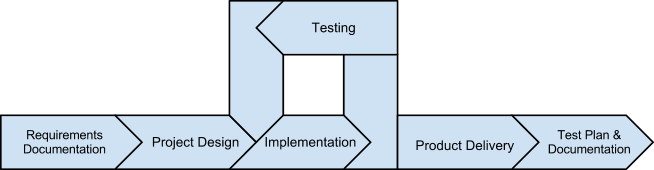 Testing
Requirements
Documentation
Project Design
Implementation
Product Delivery
Test Plan &
Documentation